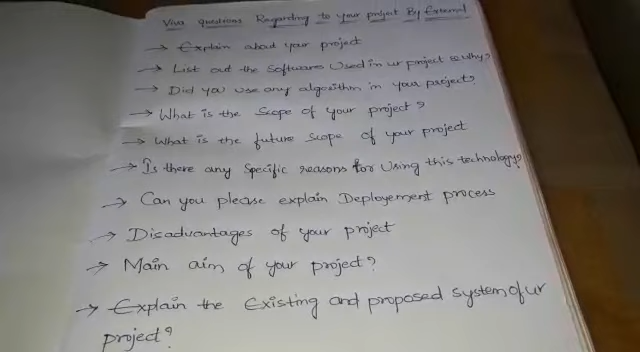 Viva Questions Regarding to your project By External
→ Explain about your project
→ List out the Softwares Used in ur project & why?
→ Did you use any algorithm in your project?
→ What is the Scope of your project?
→ What is the future Scope of your project
→ Is there any Specific reasons for Using this technology?
→ Can you please explain Deployement process
→ Disadvantages of your project
→ Main aim of your project?
→ Explain the Existing and proposed system of ur
project?